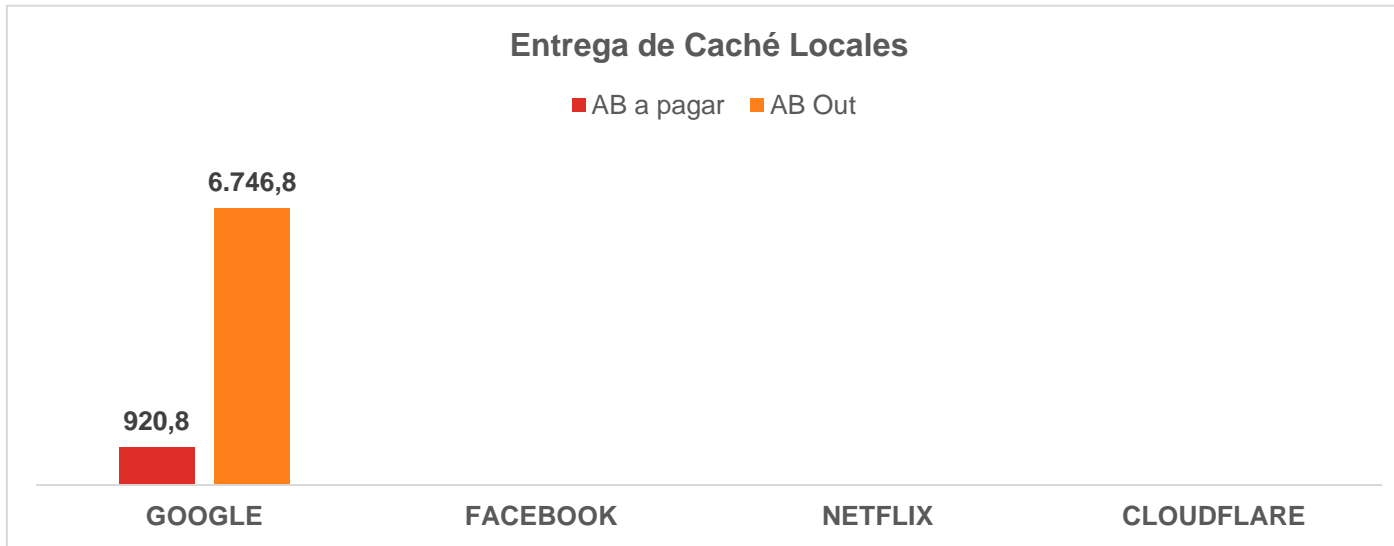 Entrega de Caché Locales
AB a pagar AB Out
6.746,8
920,8
GOOGLE FACEBOOK NETFLIX CLOUDFLARE